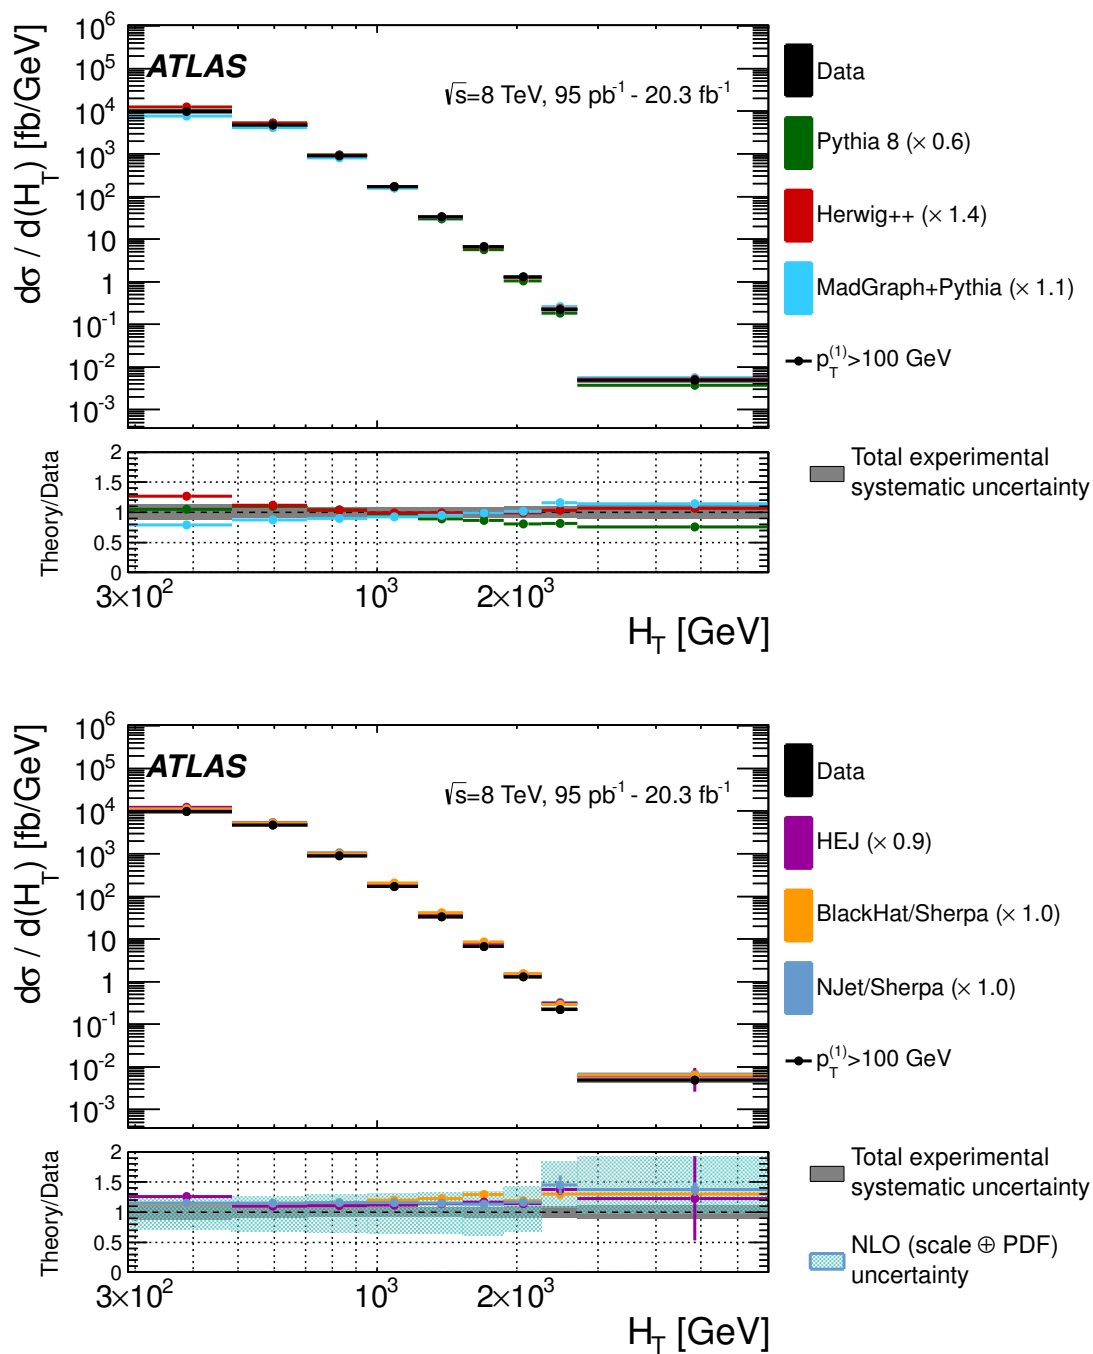 dσ / d(H_T) [fb/GeV]
10^6
10^5
10^4
10^3
10^2
10
1
10^-1
10^-2
10^-3
ATLAS
√s=8 TeV, 95 pb^-1 - 20.3 fb^-1
Data
Pythia 8 (× 0.6)
Herwig++ (× 1.4)
MadGraph+Pythia (× 1.1)
p_T^(1)>100 GeV
Theory/Data
2
1.5
1
0.5
0
Total experimental
systematic uncertainty
3×10^2
10^3
2×10^3
H_T [GeV]
dσ / d(H_T) [fb/GeV]
10^6
10^5
10^4
10^3
10^2
10
1
10^-1
10^-2
10^-3
ATLAS
√s=8 TeV, 95 pb^-1 - 20.3 fb^-1
Data
HEJ (× 0.9)
BlackHat/Sherpa (× 1.0)
NJet/Sherpa (× 1.0)
p_T^(1)>100 GeV
Theory/Data
2
1.5
1
0.5
0
Total experimental
systematic uncertainty
NLO (scale ⊕ PDF)
uncertainty
3×10^2
10^3
2×10^3
H_T [GeV]